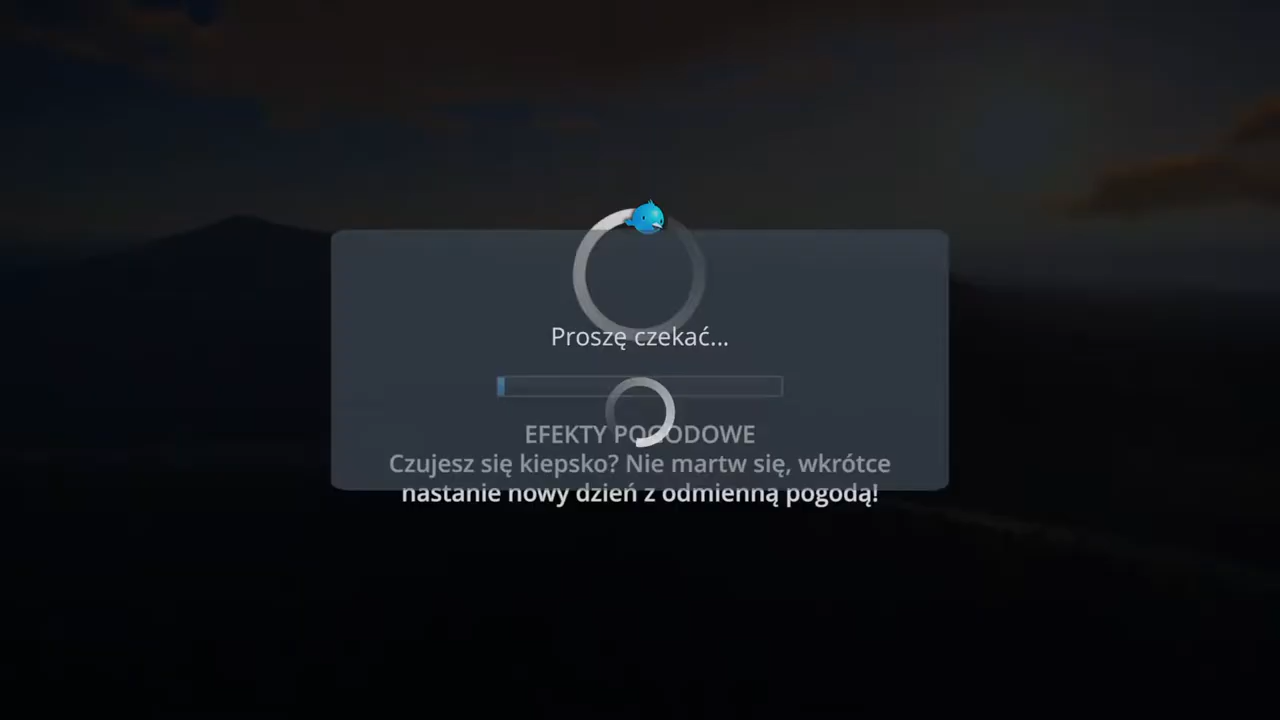 Proszę czekać...
EFEKTY POGODOWE
Czujesz się kiepsko? Nie martw się, wkrótce
nastanie nowy dzień z odmienną pogodą!